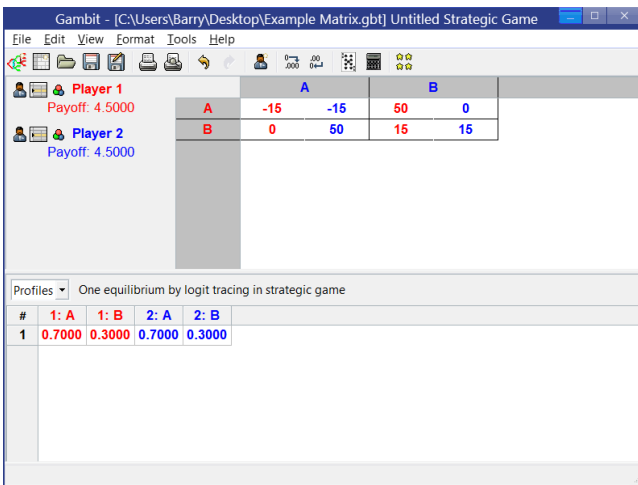 Gambit - [C:\Users\Barry\Desktop\Example Matrix.gbt] Untitled Strategic Game
File Edit View Format Tools Help
Player 1
Payoff: 4.5000
Player 2
Payoff: 4.5000
A B
A -15 -15 50 0
B 0 50 15 15
Profiles One equilibrium by logit tracing in strategic game
# 1: A 1: B 2: A 2: B
1 0.7000 0.3000 0.7000 0.3000